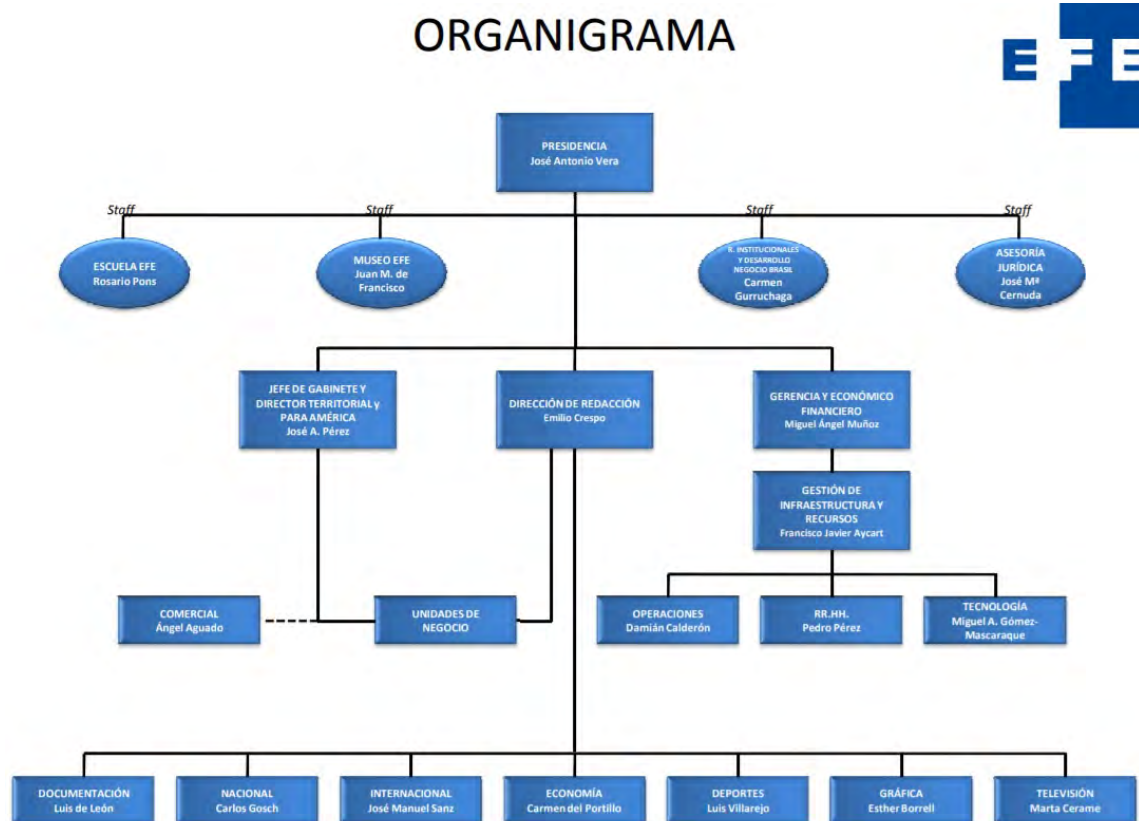 ORGANIGRAMA
EFE
PRESIDENCIA
José Antonio Vera
Staff
Staff
Staff
Staff
ESCUELA EFE
Rosario Pons
MUSEO EFE
Juan M. de
Francisco
R. INSTITUCIONALES
Y DESARROLLO
NEGOCIO BRASIL
Carmen
Gurruchaga
ASESORÍA
JURÍDICA
José Mª
Cernuda
JEFE DE GABINETE Y
DIRECTOR TERRITORIAL y
PARA AMÉRICA
José A. Pérez
DIRECCIÓN DE REDACCIÓN
Emilio Crespo
GERENCIA Y ECONÓMICO
FINANCIERO
Miguel Ángel Muñoz
GESTIÓN DE
INFRAESTRUCTURA Y
RECURSOS
Francisco Javier Aycart
COMERCIAL
Ángel Aguado
UNIDADES DE
NEGOCIO
OPERACIONES
Damián Calderón
RR.HH.
Pedro Pérez
TECNOLOGÍA
Miguel A. Gómez-
Mascaraque
DOCUMENTACIÓN
Luis de León
NACIONAL
Carlos Gosch
INTERNACIONAL
José Manuel Sanz
ECONOMÍA
Carmen del Portillo
DEPORTES
Luis Villarejo
GRÁFICA
Esther Borrell
TELEVISIÓN
Marta Cerame